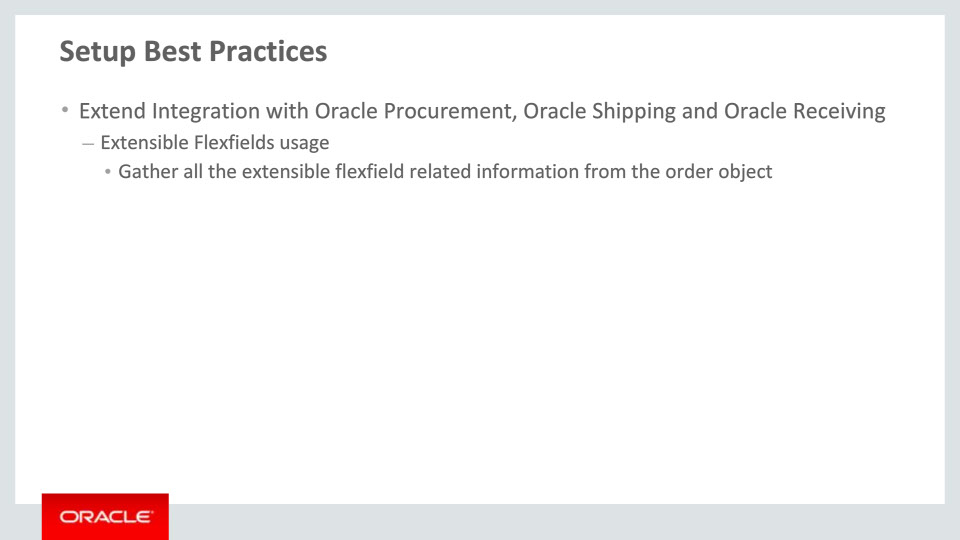 Setup Best Practices
• Extend Integration with Oracle Procurement, Oracle Shipping and Oracle Receiving
– Extensible Flexfields usage
• Gather all the extensible flexfield related information from the order object
ORACLE